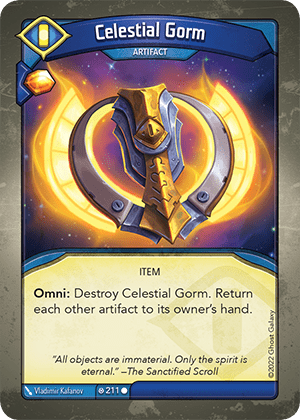 Celestial Gorm
ARTIFACT
ITEM
Omni: Destroy Celestial Gorm. Return
each other artifact to its owner's hand.
"All objects are immaterial. Only the spirit is
eternal." –The Sanctified Scroll
Vladimir Kafanov
211
©2022 Ghost Galaxy